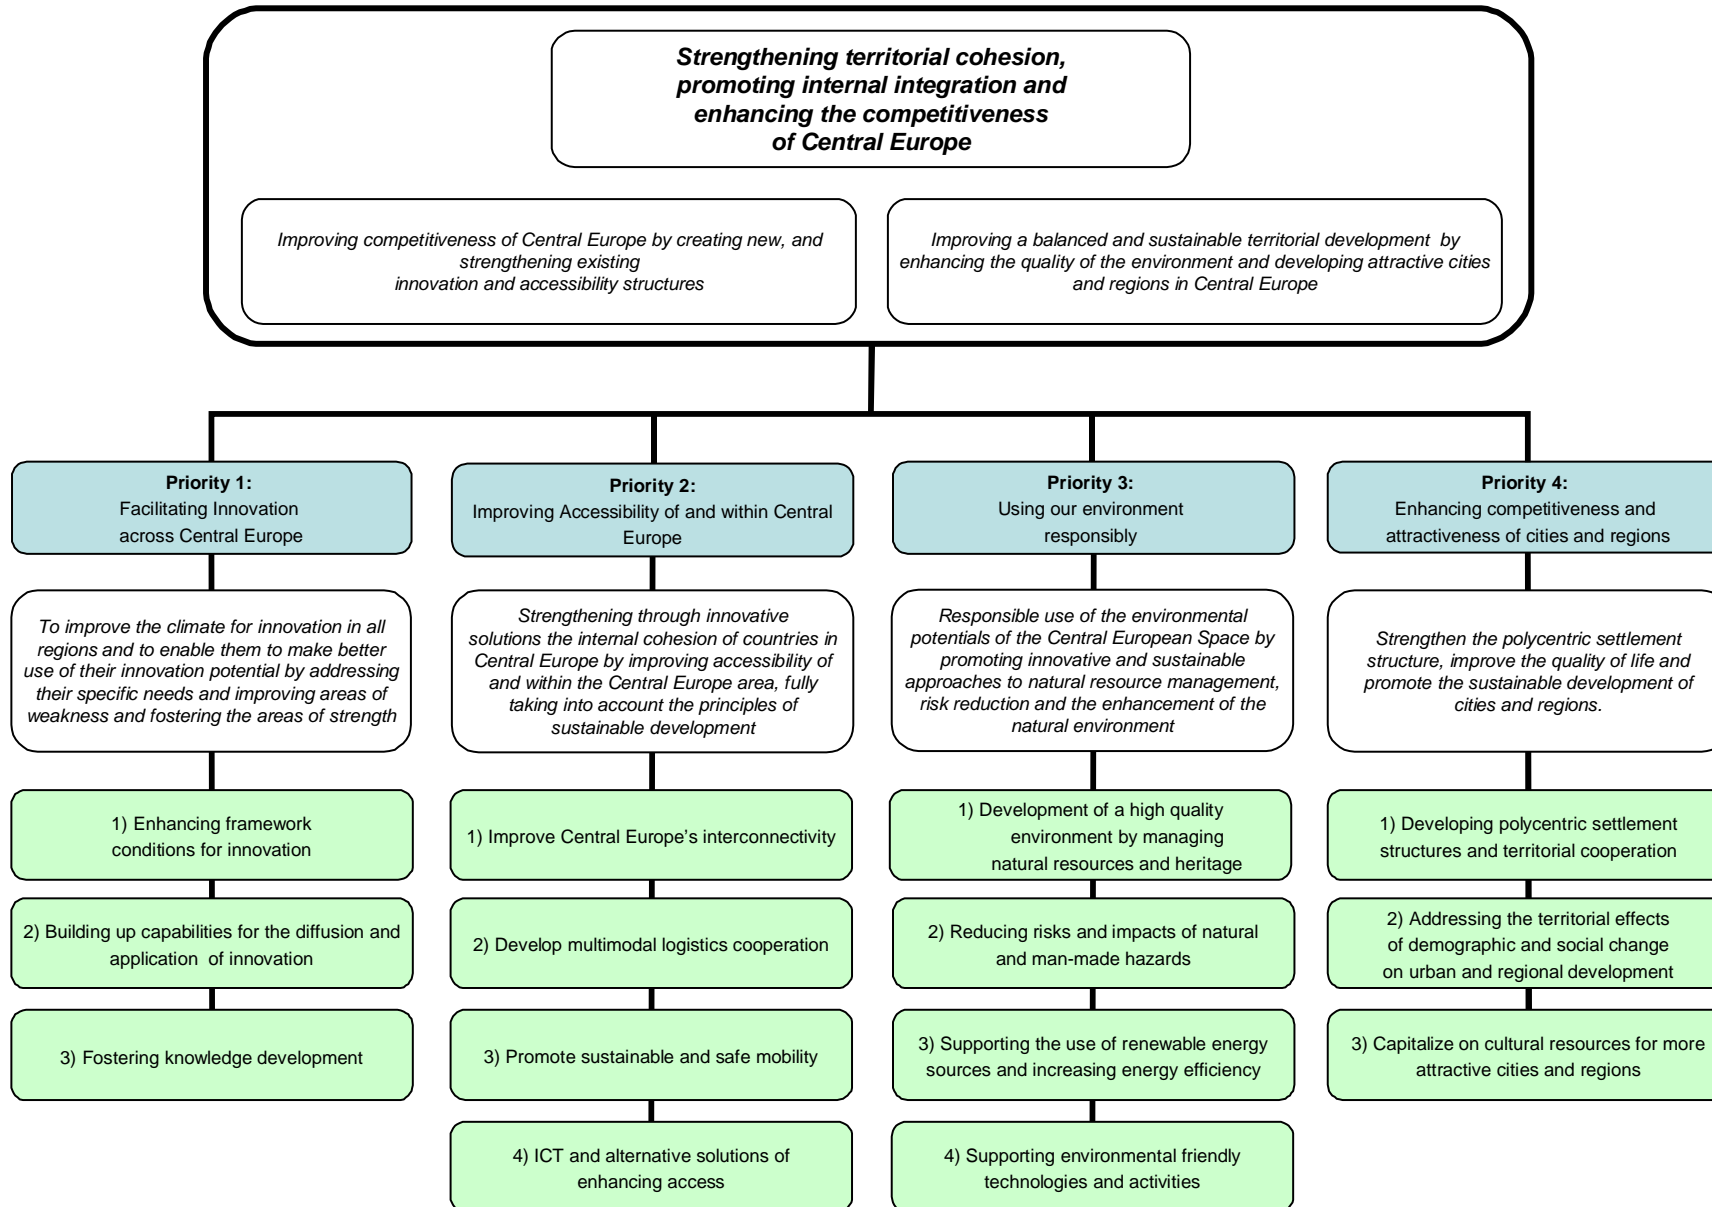 Strengthening territorial cohesion,
promoting internal integration and
enhancing the competitiveness
of Central Europe
Improving competitiveness of Central Europe by creating new, and
strengthening existing
innovation and accessibility structures
Improving a balanced and sustainable territorial development by
enhancing the quality of the environment and developing attractive cities
and regions in Central Europe
Priority 1:
Facilitating Innovation
across Central Europe
Priority 2:
Improving Accessibility of and within Central
Europe
Priority 3:
Using our environment
responsibly
Priority 4:
Enhancing competitiveness and
attractiveness of cities and regions
To improve the climate for innovation in all
regions and to enable them to make better
use of their innovation potential by addressing
their specific needs and improving areas of
weakness and fostering the areas of strength
Strengthening through innovative
solutions the internal cohesion of countries in
Central Europe by improving accessibility of
and within the Central Europe area, fully
taking into account the principles of
sustainable development
Responsible use of the environmental
potentials of the Central European Space by
promoting innovative and sustainable
approaches to natural resource management,
risk reduction and the enhancement of the
natural environment
Strengthen the polycentric settlement
structure, improve the quality of life and
promote the sustainable development of
cities and regions.
1) Enhancing framework
conditions for innovation
1) Improve Central Europe's interconnectivity
1) Development of a high quality
environment by managing
natural resources and heritage
1) Developing polycentric settlement
structures and territorial cooperation
2) Building up capabilities for the diffusion and
application of innovation
2) Develop multimodal logistics cooperation
2) Reducing risks and impacts of natural
and man-made hazards
2) Addressing the territorial effects
of demographic and social change
on urban and regional development
3) Fostering knowledge development
3) Promote sustainable and safe mobility
3) Supporting the use of renewable energy
sources and increasing energy efficiency
3) Capitalize on cultural resources for more
attractive cities and regions
4) ICT and alternative solutions of
enhancing access
4) Supporting environmental friendly
technologies and activities